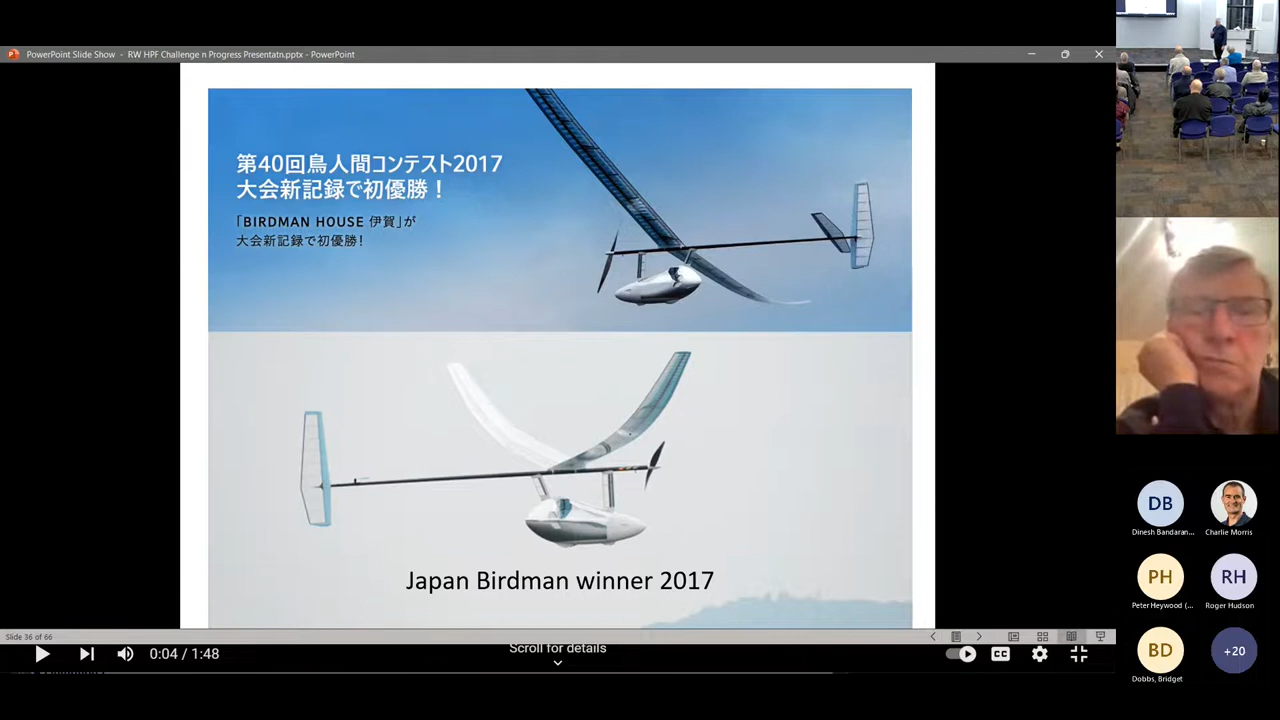 PowerPoint Slide Show - RW HPF Challenge n Progress Presentatn.pptx - PowerPoint
第40回鳥人間コンテスト2017
大会新記録で初優勝！
「BIRDMAN HOUSE 伊賀」が
大会新記録で初優勝！
Japan Birdman winner 2017
Slide 36 of 66
0:04 / 1:48
Scroll for details
CC
DB
Dinesh Bandaran...
Charlie Morris
PH
Peter Heywood (...
RH
Roger Hudson
BD
Dobbs, Bridget
+20